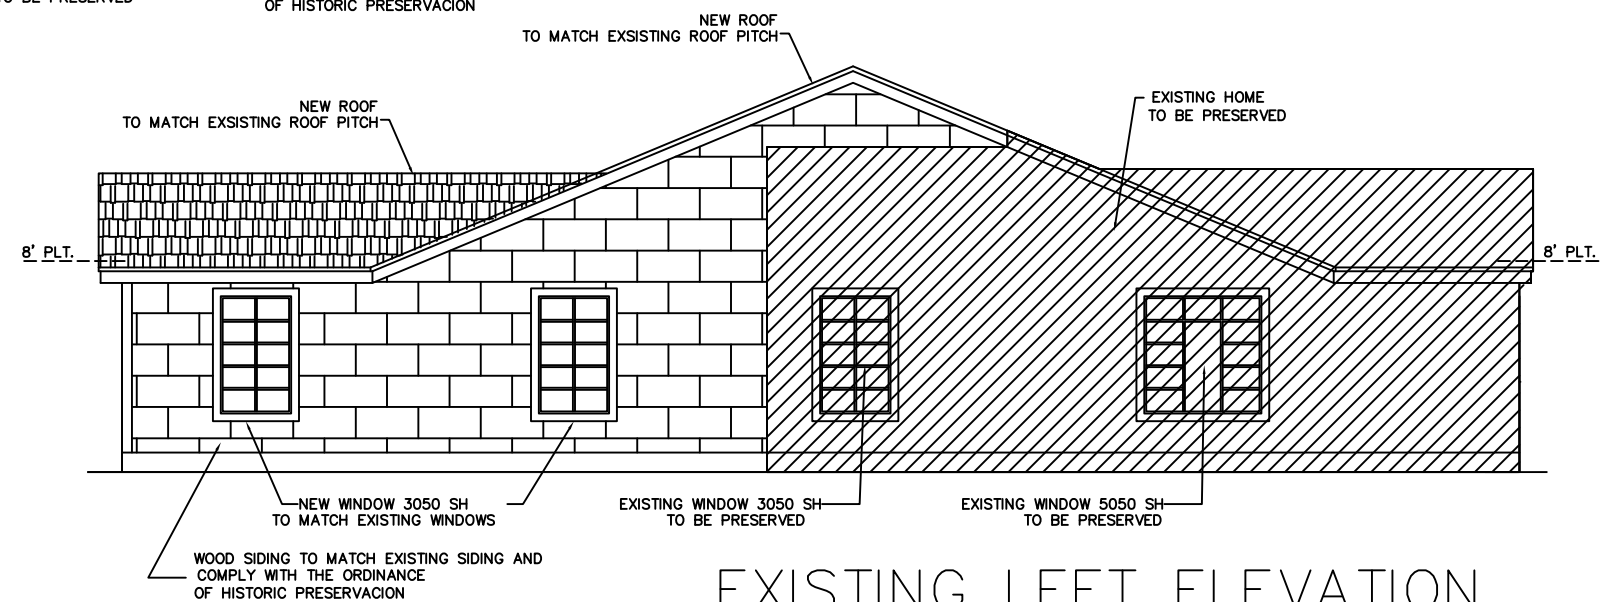 TO BE PRESERVED
OF HISTORIC PRESERVACION
NEW ROOF
TO MATCH EXSISTING ROOF PITCH
NEW ROOF
TO MATCH EXSISTING ROOF PITCH
EXISTING HOME
TO BE PRESERVED
8' PLT.
8' PLT.
NEW WINDOW 3050 SH
TO MATCH EXISTING WINDOWS
EXISTING WINDOW 3050 SH
TO BE PRESERVED
EXISTING WINDOW 5050 SH
TO BE PRESERVED
WOOD SIDING TO MATCH EXISTING SIDING AND
COMPLY WITH THE ORDINANCE
OF HISTORIC PRESERVACION
EXISTING LEFT ELEVATION